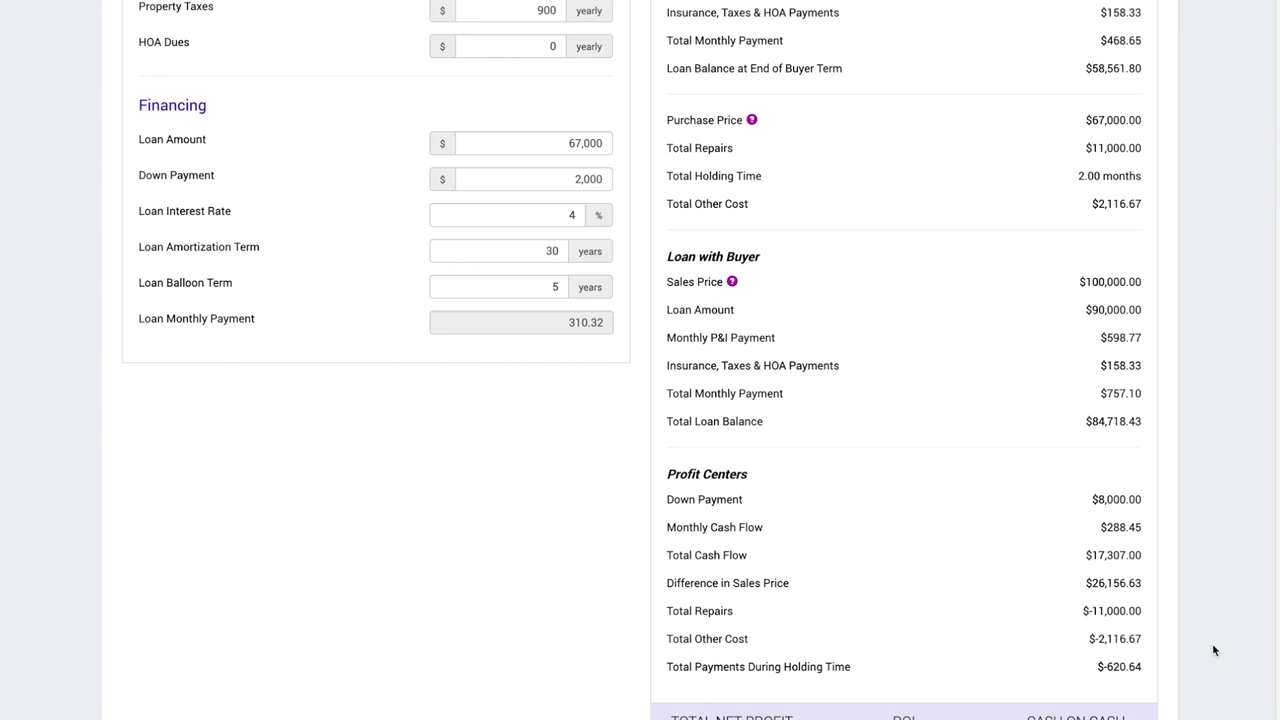 Property Taxes $ 900 yearly
HOA Dues $ 0 yearly
Financing
Loan Amount $ 67,000
Down Payment $ 2,000
Loan Interest Rate 4 %
Loan Amortization Term 30 years
Loan Balloon Term 5 years
Loan Monthly Payment 310.32
Insurance, Taxes & HOA Payments $158.33
Total Monthly Payment $468.65
Loan Balance at End of Buyer Term $58,561.80
Purchase Price ? $67,000.00
Total Repairs $11,000.00
Total Holding Time 2.00 months
Total Other Cost $2,116.67
Loan with Buyer
Sales Price ? $100,000.00
Loan Amount $90,000.00
Monthly P&I Payment $598.77
Insurance, Taxes & HOA Payments $158.33
Total Monthly Payment $757.10
Total Loan Balance $84,718.43
Profit Centers
Down Payment $8,000.00
Monthly Cash Flow $288.45
Total Cash Flow $17,307.00
Difference in Sales Price $26,156.63
Total Repairs $-11,000.00
Total Other Cost $-2,116.67
Total Payments During Holding Time $-620.64
TOTAL NET PROFIT ROI CASH ON CASH